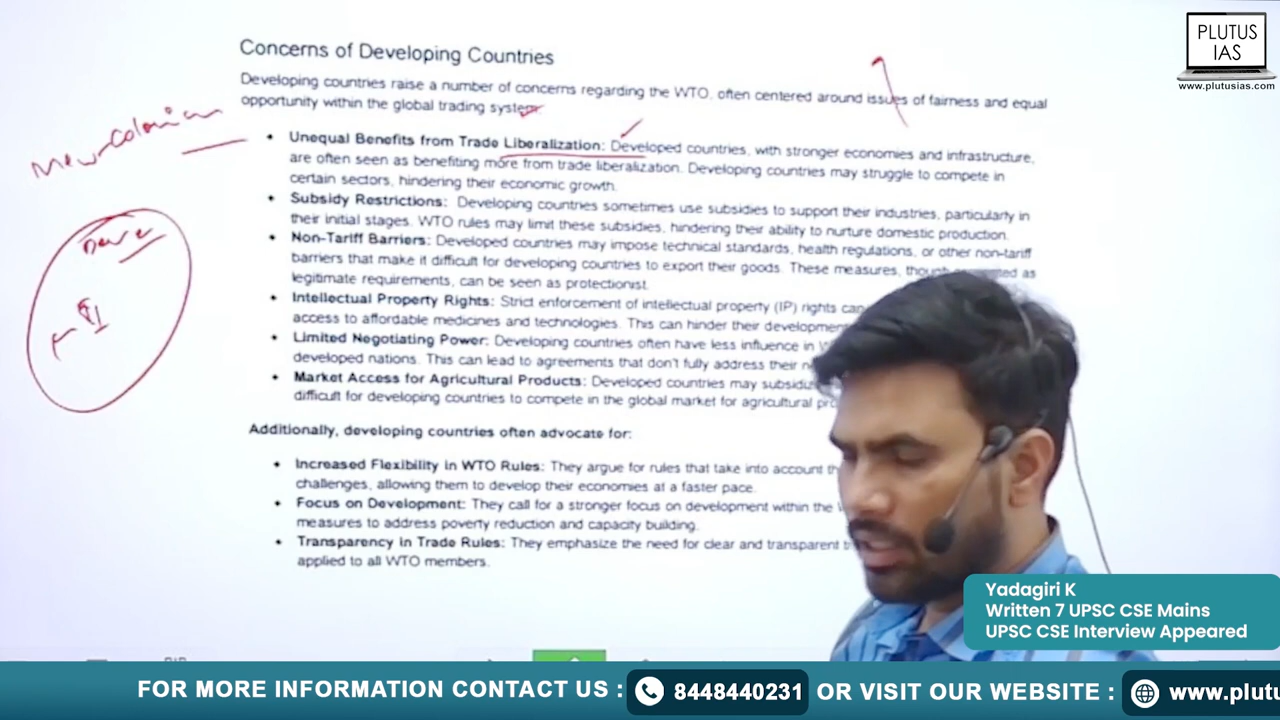 PLUTUS
IAS
www.plutusias.com
Concerns of Developing Countries
Developing countries raise a number of concerns regarding the WTO, often centered around issues of fairness and equal
opportunity within the global trading system.
• Unequal Benefits from Trade Liberalization: Developed countries, with stronger economies and infrastructure,
are often seen as benefiting more from trade liberalization. Developing countries may struggle to compete in
certain sectors, hindering their economic growth.
• Subsidy Restrictions: Developing countries sometimes use subsidies to support their industries, particularly in
their initial stages. WTO rules may limit these subsidies, hindering their ability to nurture domestic production.
• Non-Tariff Barriers: Developed countries may impose technical standards, health regulations, or other non-tariff
barriers that make it difficult for developing countries to export their goods. These measures, though
as
legitimate requirements, can be seen as protectionist.
• Intellectual Property Rights: Strict enforcement of intellectual property (IP) rights can
access to affordable medicines and technologies. This can hinder their
• Limited Negotiating Power: Developing countries often have less influence in
developed nations. This can lead to agreements that don't fully address their
• Market Access for Agricultural Products: Developed countries may
difficult for developing countries to compete in the global market for agricultural
Additionally, developing countries often advocate for:
• Increased Flexibility in WTO Rules: They argue for rules that take into account
challenges, allowing them to develop their economies at a faster pace.
• Focus on Development: They call for a stronger focus on development within the
measures to address poverty reduction and capacity building.
• Transparency in Trade Rules: They emphasize the need for clear and transparent
applied to all WTO members.
Yadagiri K
Written 7 UPSC CSE Mains
UPSC CSE Interview Appeared
FOR MORE INFORMATION CONTACT US : 8448440231 OR VISIT OUR WEBSITE : www.plutu